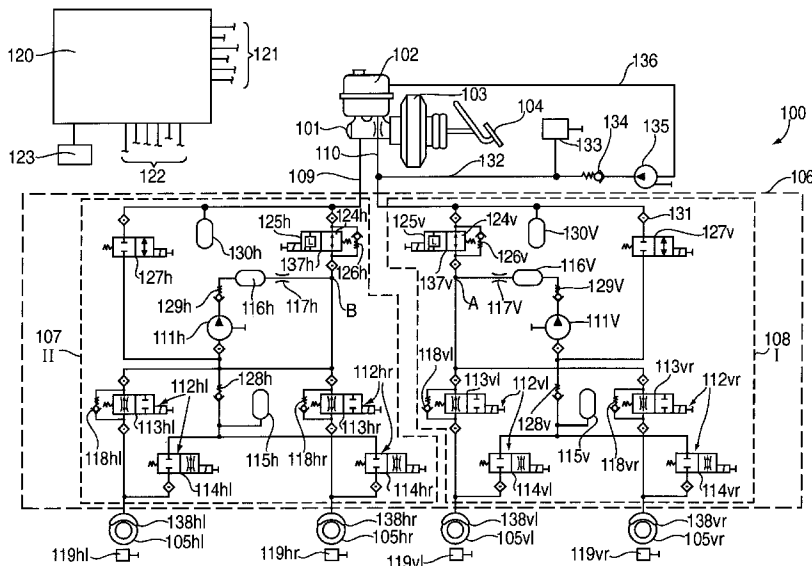 120
121
102
103
104
136
101
110
109
132
133
134
135
100
106
123
122
125h
124h
130h
127h
137h
126h
129h
116h
117h
B
111h
107
II
125v
124v
130V
131
127v
137v
126v
116V
A
117V
129V
111V
108
I
128h
112hl
118hl
113hl
115h
112hr
118hr
113hr
114hl
114hr
118vl
113vl
112vl
128v
115v
113vr
112vr
118vr
114vl
114vr
138hl
105hl
119hl
138hr
105hr
119hr
138vl
105vl
119vl
138vr
105vr
119vr